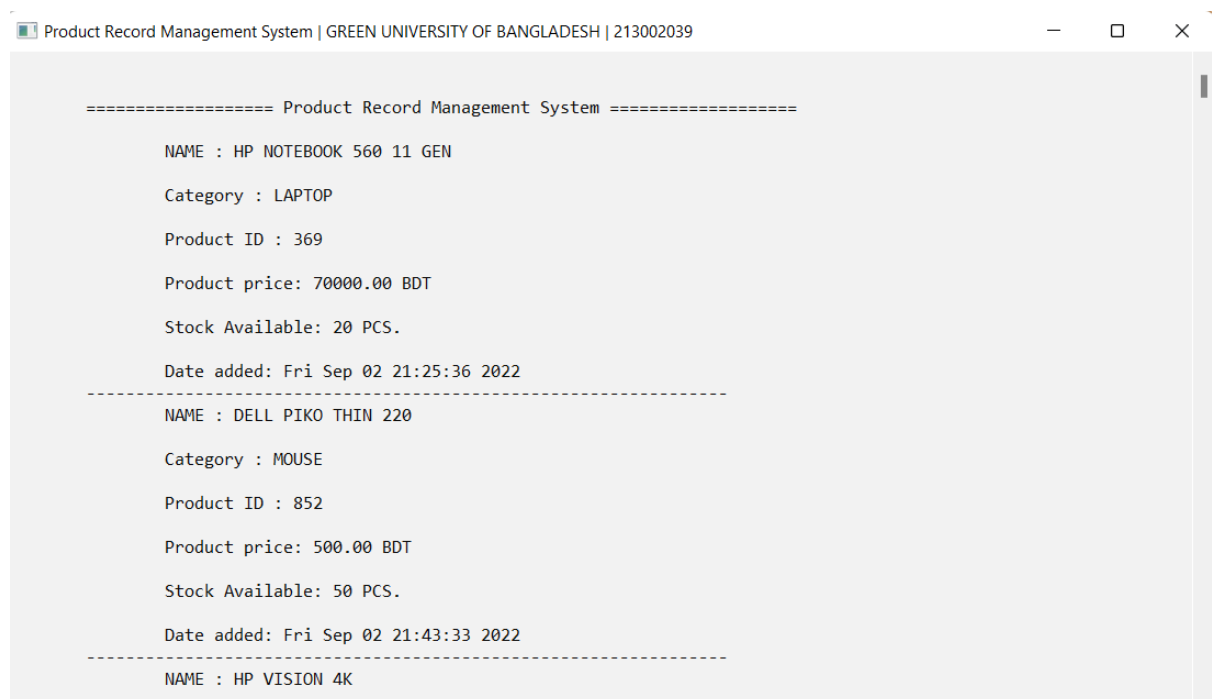 Product Record Management System | GREEN UNIVERSITY OF BANGLADESH | 213002039
=================== Product Record Management System ===================
NAME : HP NOTEBOOK 560 11 GEN
Category : LAPTOP
Product ID : 369
Product price: 70000.00 BDT
Stock Available: 20 PCS.
Date added: Fri Sep 02 21:25:36 2022
-----------------------------------------------------------------
NAME : DELL PIKO THIN 220
Category : MOUSE
Product ID : 852
Product price: 500.00 BDT
Stock Available: 50 PCS.
Date added: Fri Sep 02 21:43:33 2022
-----------------------------------------------------------------
NAME : HP VISION 4K